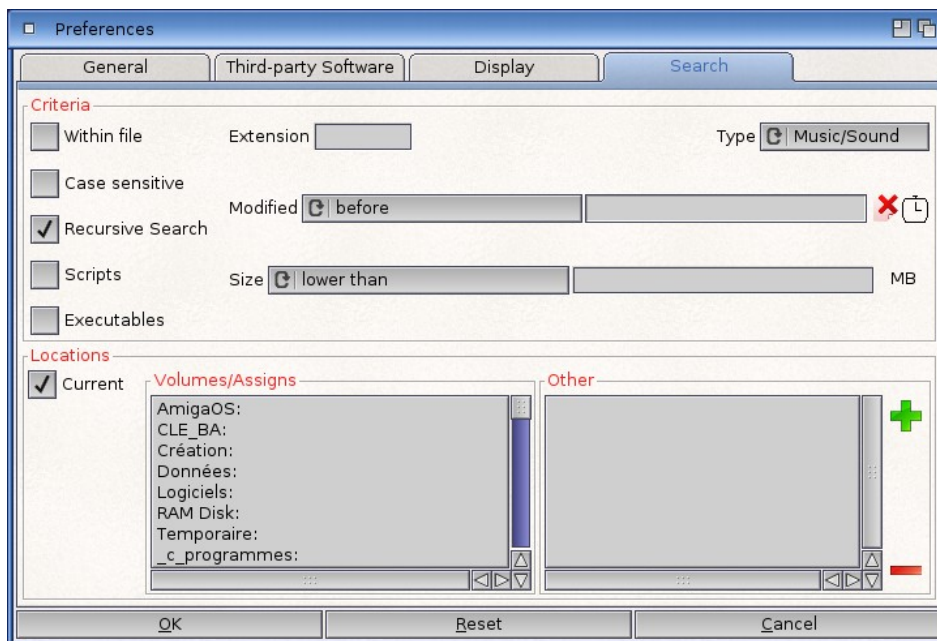 Preferences
General Third-party Software Display Search
Criteria
Within file Extension Type Music/Sound
Case sensitive
Modified before
Recursive Search
Scripts Size lower than MB
Executables
Locations
Current Volumes/Assigns Other
AmigaOS:
CLE_BA:
Création:
Données:
Logiciels:
RAM Disk:
Temporaire:
_c_programmes:
OK Reset Cancel